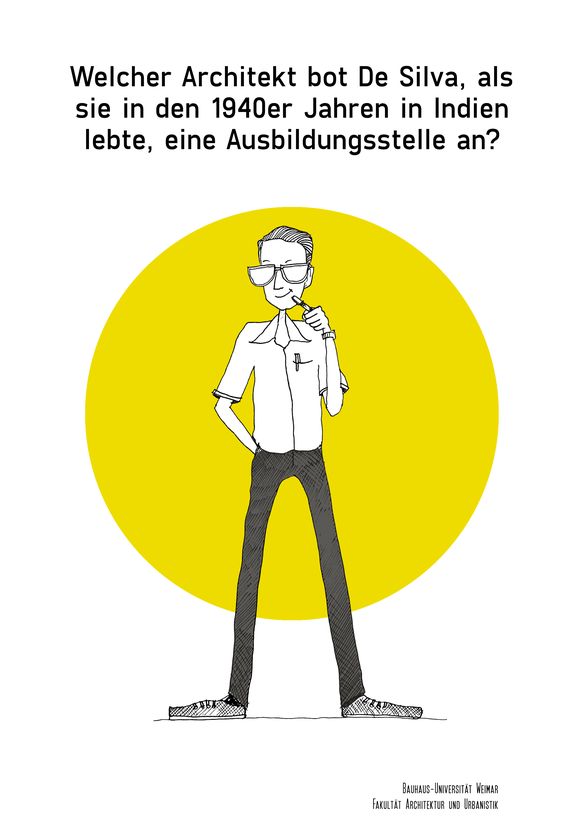 Welcher Architekt bot De Silva, als
sie in den 1940er Jahren in Indien
lebte, eine Ausbildungsstelle an?
Bauhaus-Universität Weimar
Fakultät Architektur und Urbanistik